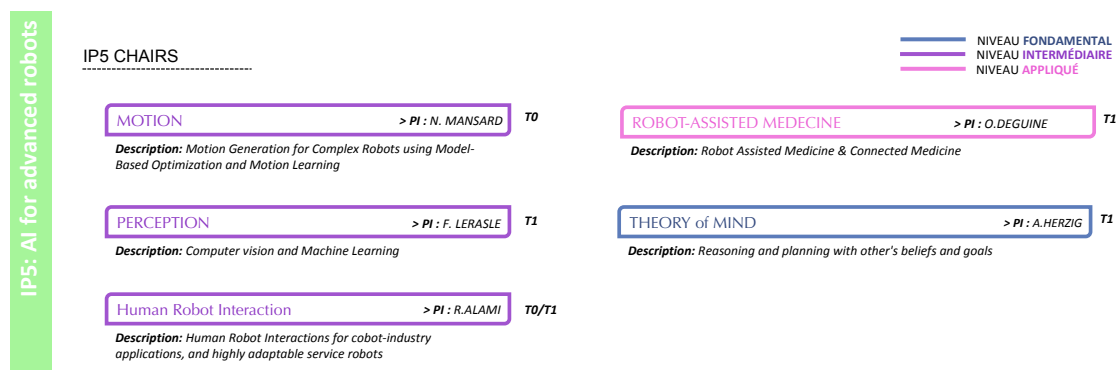 IP5: AI for advanced robots
IP5 CHAIRS
NIVEAU FONDAMENTAL
NIVEAU INTERMÉDIAIRE
NIVEAU APPLIQUÉ
MOTION > PI : N. MANSARD T0
Description: Motion Generation for Complex Robots using Model-
Based Optimization and Motion Learning
ROBOT-ASSISTED MEDECINE > PI : O.DEGUINE T1
Description: Robot Assisted Medicine & Connected Medicine
PERCEPTION > PI : F. LERASLE T1
Description: Computer vision and Machine Learning
THEORY of MIND > PI : A.HERZIG T1
Description: Reasoning and planning with other's beliefs and goals
Human Robot Interaction > PI : R.ALAMI T0/T1
Description: Human Robot Interactions for cobot-industry
applications, and highly adaptable service robots